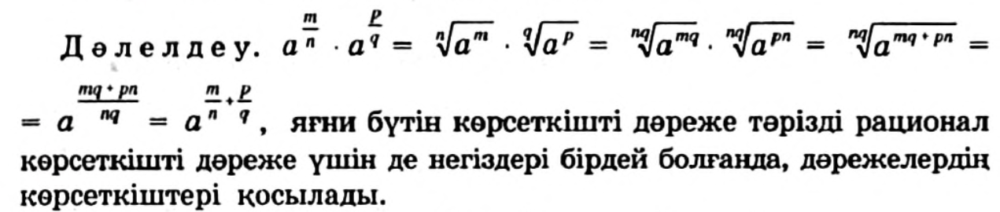 Дәлелдеу. $a^{\frac{m}{n}} \cdot a^{\frac{p}{q}} = \sqrt[n]{a^m} \cdot \sqrt[q]{a^p} = \sqrt[nq]{a^{mq}} \cdot \sqrt[nq]{a^{pn}} = \sqrt[nq]{a^{mq+pn}} =$
$= a^{\frac{mq+pn}{nq}} = a^{\frac{m}{n}+\frac{p}{q}}$, яғни бүтін көрсеткішті дәреже тәрізді рационал
көрсеткішті дәреже үшін де негіздері бірдей болғанда, дәрежелердің
көрсеткіштері қосылады.